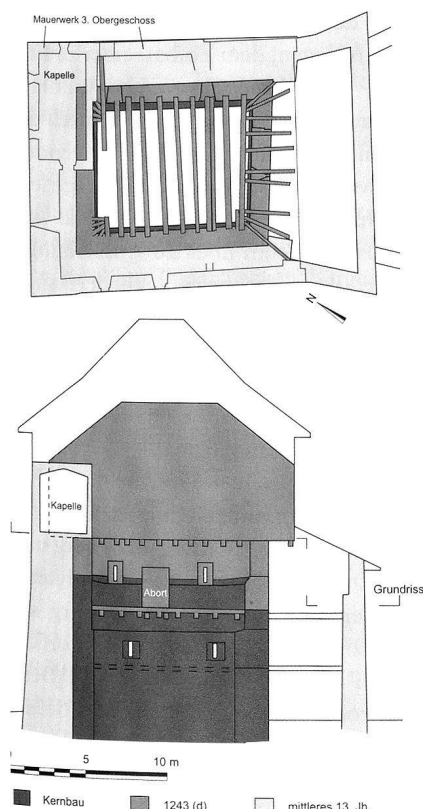 Mauerwerk 3. Obergeschoss
Kapelle
N
Kapelle
Abort
Grundriss
5
10 m
Kernbau
1243 (d)
mittleres 13. Jh.